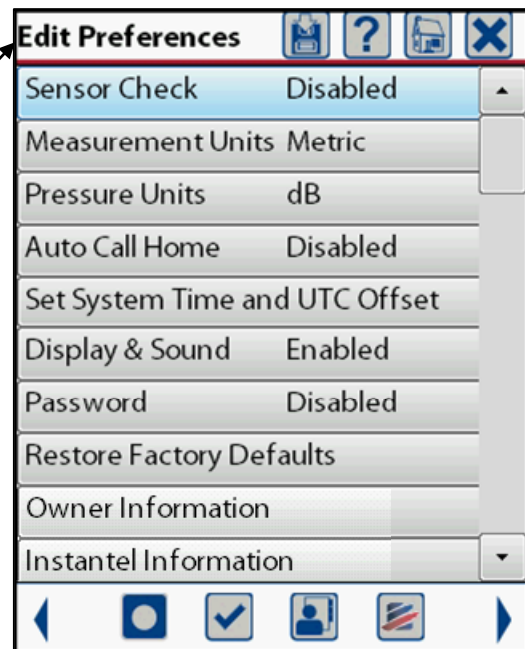 Edit Preferences ?
Sensor Check Disabled
Measurement Units Metric
Pressure Units dB
Auto Call Home Disabled
Set System Time and UTC Offset
Display & Sound Enabled
Password Disabled
Restore Factory Defaults
Owner Information
Instantel Information